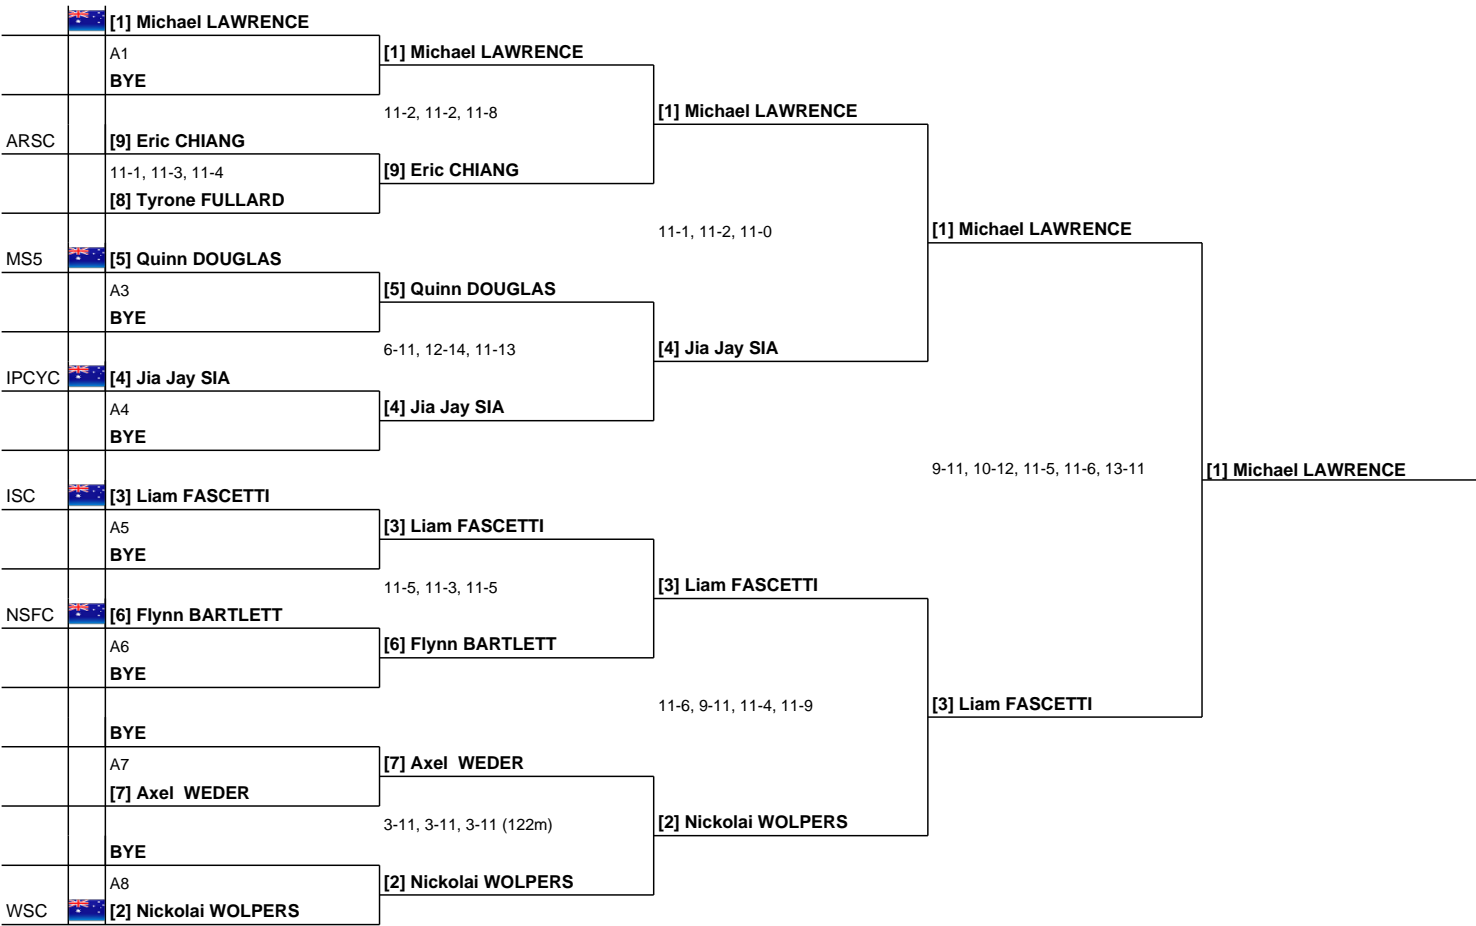 [1] Michael LAWRENCE
A1
[1] Michael LAWRENCE
BYE
11-2, 11-2, 11-8
[1] Michael LAWRENCE
ARSC
[9] Eric CHIANG
11-1, 11-3, 11-4
[9] Eric CHIANG
[8] Tyrone FULLARD
11-1, 11-2, 11-0
[1] Michael LAWRENCE
MS5
[5] Quinn DOUGLAS
A3
[5] Quinn DOUGLAS
BYE
6-11, 12-14, 11-13
[4] Jia Jay SIA
IPCYC
[4] Jia Jay SIA
A4
[4] Jia Jay SIA
BYE
9-11, 10-12, 11-5, 11-6, 13-11
[1] Michael LAWRENCE
ISC
[3] Liam FASCETTI
A5
[3] Liam FASCETTI
BYE
11-5, 11-3, 11-5
[3] Liam FASCETTI
NSFC
[6] Flynn BARTLETT
A6
[6] Flynn BARTLETT
BYE
11-6, 9-11, 11-4, 11-9
[3] Liam FASCETTI
BYE
A7
[7] Axel  WEDER
[7] Axel  WEDER
3-11, 3-11, 3-11 (122m)
[2] Nickolai WOLPERS
BYE
A8
[2] Nickolai WOLPERS
WSC
[2] Nickolai WOLPERS